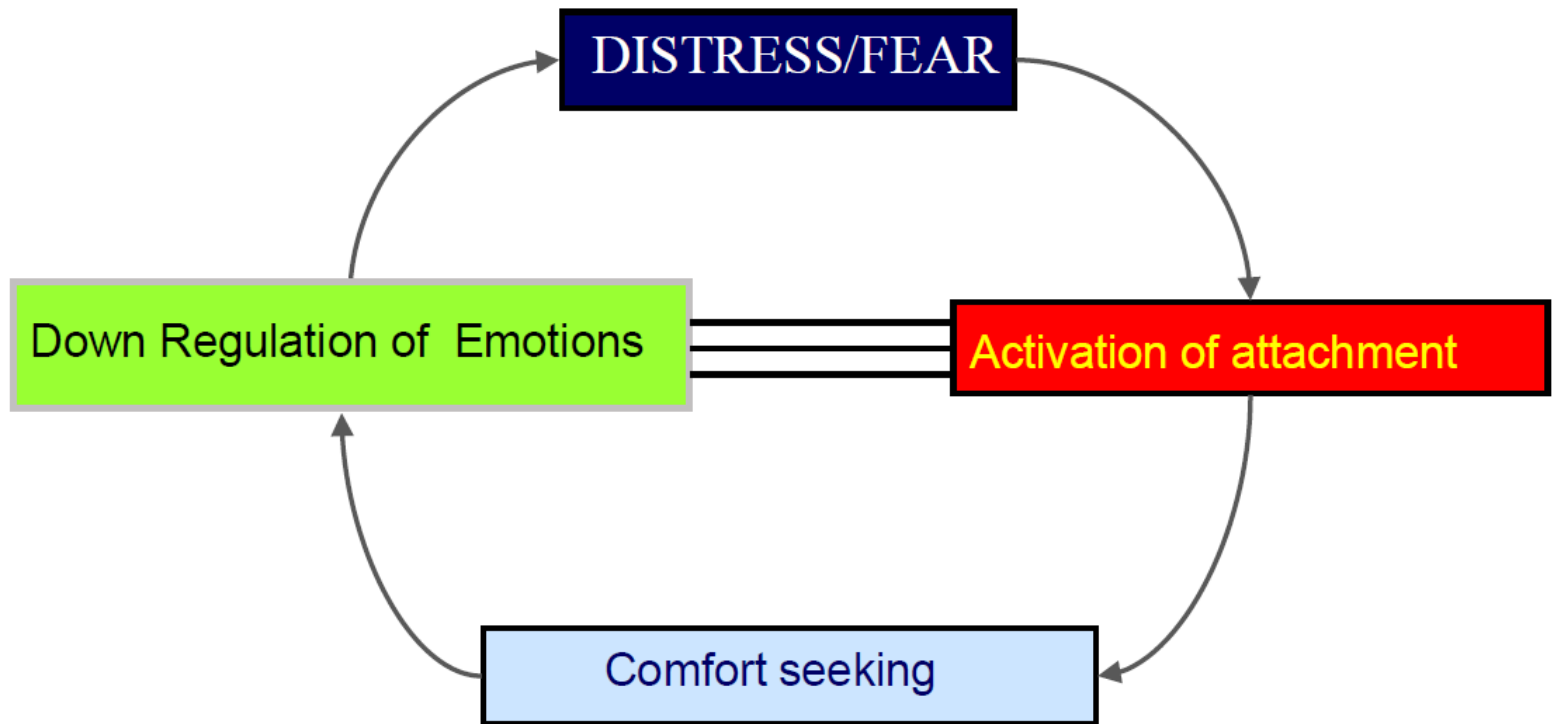 DISTRESS/FEAR
Down Regulation of  Emotions
Activation of attachment
Comfort seeking